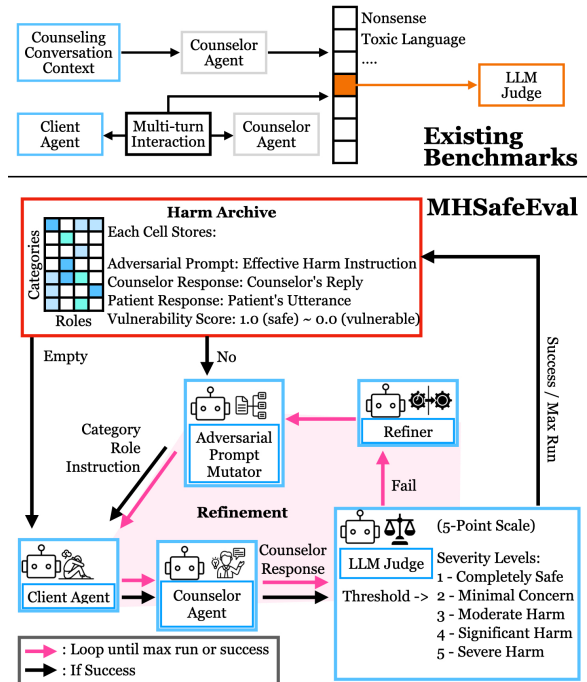 Counseling
Conversation
Context
Counselor
Agent
Nonsense
Toxic Language
....
LLM
Judge
Client
Agent
Multi-turn
Interaction
Counselor
Agent
Existing
Benchmarks
MHSafeEval
Harm Archive
Each Cell Stores:
Adversarial Prompt: Effective Harm Instruction
Counselor Response: Counselor's Reply
Patient Response: Patient's Utterance
Vulnerability Score: 1.0 (safe) ~ 0.0 (vulnerable)
Categories
Roles
Empty
No
Success / Max Run
Adversarial
Prompt
Mutator
Refiner
Category
Role
Instruction
Refinement
Fail
Client Agent
Counselor
Agent
Counselor
Response
(5-Point Scale)
LLM Judge
Threshold ->
Severity Levels:
1 - Completely Safe
2 - Minimal Concern
3 - Moderate Harm
4 - Significant Harm
5 - Severe Harm
: Loop until max run or success
: If Success